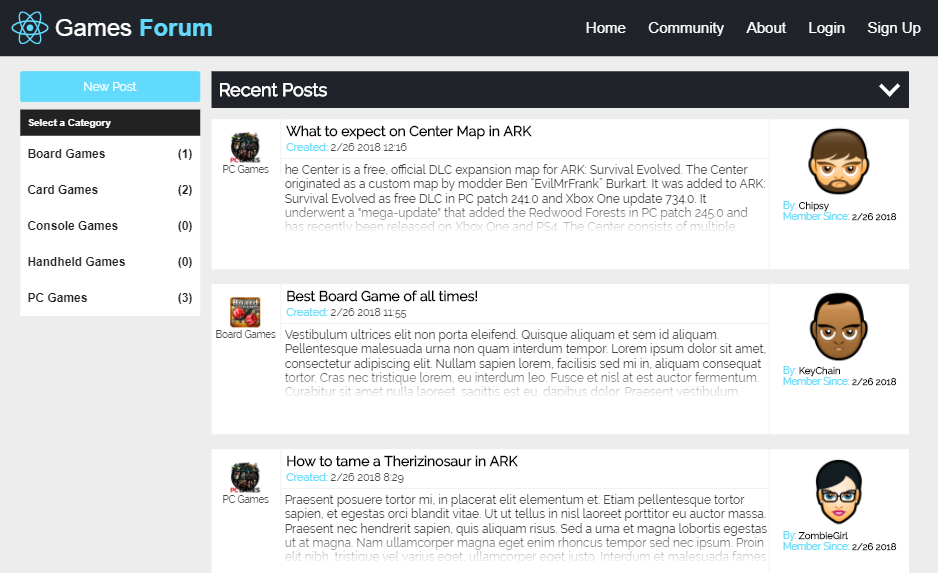 Games Forum
Home Community About Login Sign Up
New Post
Select a Category
Board Games (1)
Card Games (2)
Console Games (0)
Handheld Games (0)
PC Games (3)
Recent Posts
PC Games
PC Games
What to expect on Center Map in ARK
Created: 2/26 2018 12:16
he Center is a free, official DLC expansion map for ARK: Survival Evolved. The Center
originated as a custom map by modder Ben "EvilMrFrank" Burkart. It was added to ARK:
Survival Evolved as free DLC in PC patch 241.0 and Xbox One update 734.0. It
underwent a "mega-update" that added the Redwood Forests in PC patch 245.0 and
has recently been released on Xbox One and PS4. The Center consists of multiple
By: Chipsy
Member Since: 2/26 2018
Board
Board Games
Best Board Game of all times!
Created: 2/26 2018 11:55
Vestibulum ultrices elit non porta eleifend. Quisque aliquam et sem id aliquam.
Pellentesque malesuada urna non quam interdum tempor. Lorem ipsum dolor sit amet,
consectetur adipiscing elit. Nullam sapien lorem, facilisis sed mi in, aliquam consequat
tortor. Cras nec tristique lorem, eu interdum leo. Fusce et nisl at est auctor fermentum.
Curabitur sit amet nulla laoreet, sagittis est eu, dapibus dolor. Praesent vestibulum
By: KeyChain
Member Since: 2/26 2018
PC Games
PC Games
How to tame a Therizinosaur in ARK
Created: 2/26 2018 8:29
Praesent posuere tortor mi, in placerat elit elementum et. Etiam pellentesque tortor
sapien, et egestas orci blandit vitae. Ut ut tellus in nisl laoreet porttitor eu auctor massa.
Praesent nec hendrerit sapien, quis aliquam risus. Sed a urna et magna lobortis egestas
ut at magna. Nam ullamcorper magna eget enim rhoncus tempor sed nec ipsum. Proin
elit nibh, tristique vel varius eget, ullamcorper eget justo. Interdum et malesuada fames
By: ZombieGirl
Member Since: 2/26 2018